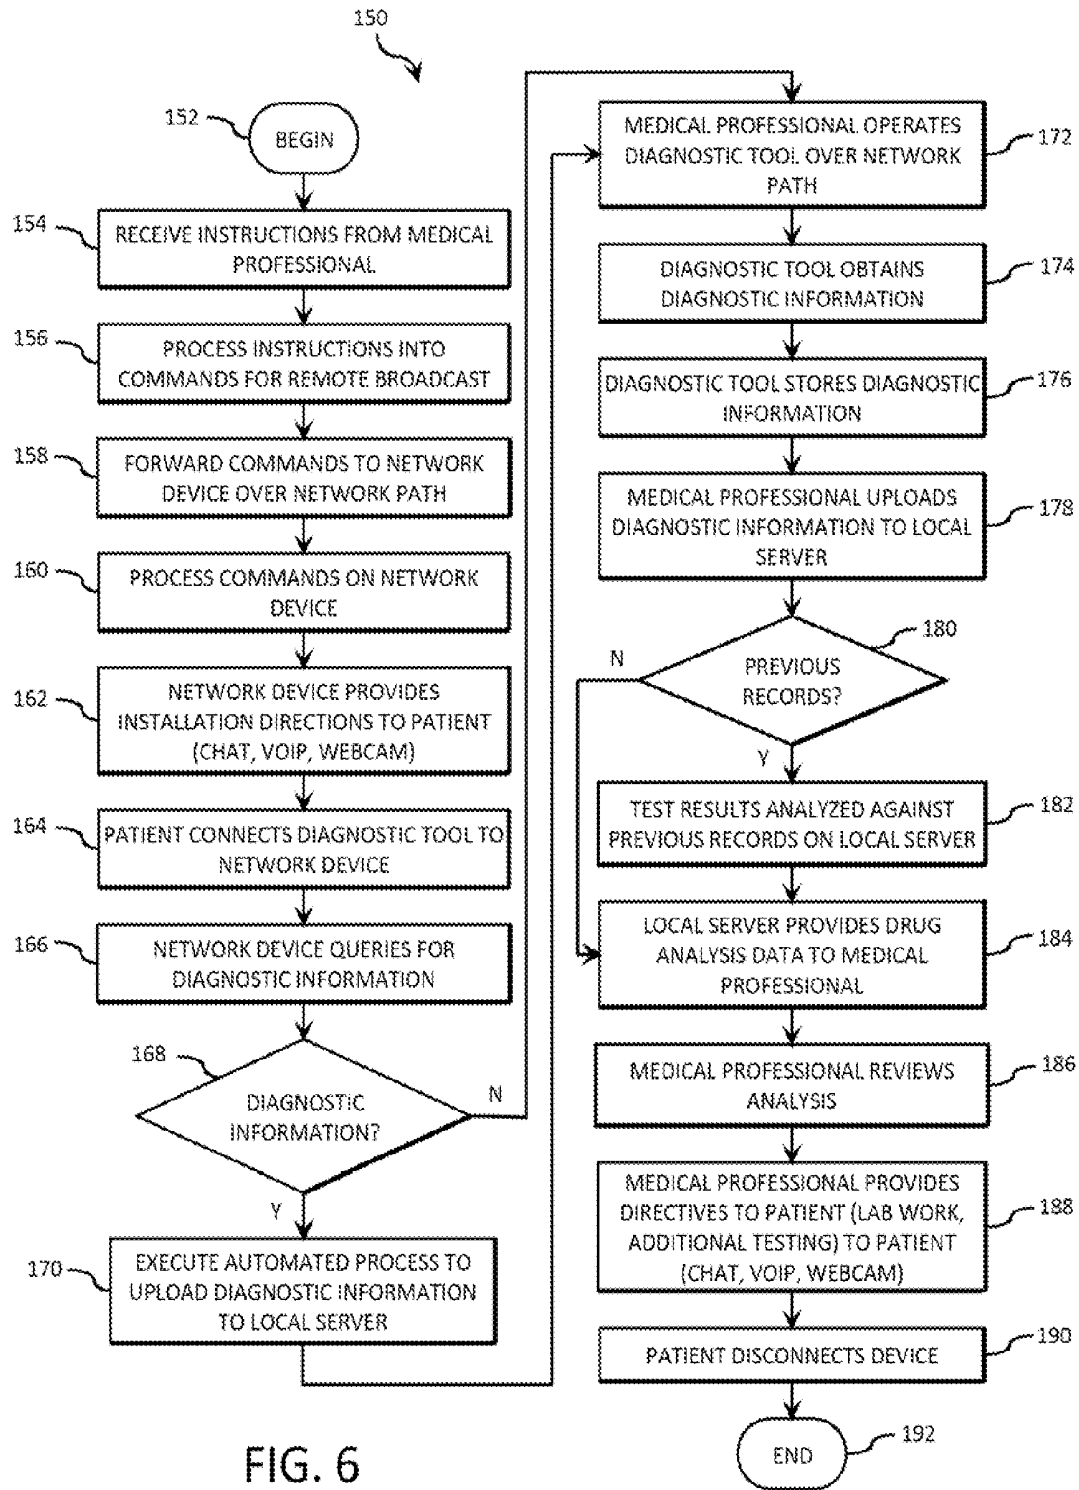 150
152
BEGIN
154
RECEIVE INSTRUCTIONS FROM MEDICAL
PROFESSIONAL
156
PROCESS INSTRUCTIONS INTO
COMMANDS FOR REMOTE BROADCAST
158
FORWARD COMMANDS TO NETWORK
DEVICE OVER NETWORK PATH
160
PROCESS COMMANDS ON NETWORK
DEVICE
162
NETWORK DEVICE PROVIDES
INSTALLATION DIRECTIONS TO PATIENT
(CHAT, VOIP, WEBCAM)
164
PATIENT CONNECTS DIAGNOSTIC TOOL TO
NETWORK DEVICE
166
NETWORK DEVICE QUERIES FOR
DIAGNOSTIC INFORMATION
168
DIAGNOSTIC
INFORMATION?
N
Y
170
EXECUTE AUTOMATED PROCESS TO
UPLOAD DIAGNOSTIC INFORMATION
TO LOCAL SERVER
MEDICAL PROFESSIONAL OPERATES
DIAGNOSTIC TOOL OVER NETWORK
PATH
172
DIAGNOSTIC TOOL OBTAINS
DIAGNOSTIC INFORMATION
174
DIAGNOSTIC TOOL STORES DIAGNOSTIC
INFORMATION
176
MEDICAL PROFESSIONAL UPLOADS
DIAGNOSTIC INFORMATION TO LOCAL
SERVER
178
180
PREVIOUS
RECORDS?
N
Y
TEST RESULTS ANALYZED AGAINST
PREVIOUS RECORDS ON LOCAL SERVER
182
LOCAL SERVER PROVIDES DRUG
ANALYSIS DATA TO MEDICAL
PROFESSIONAL
184
MEDICAL PROFESSIONAL REVIEWS
ANALYSIS
186
MEDICAL PROFESSIONAL PROVIDES
DIRECTIVES TO PATIENT (LAB WORK,
ADDITIONAL TESTING) TO PATIENT
(CHAT, VOIP, WEBCAM)
188
PATIENT DISCONNECTS DEVICE
190
END
192
FIG. 6